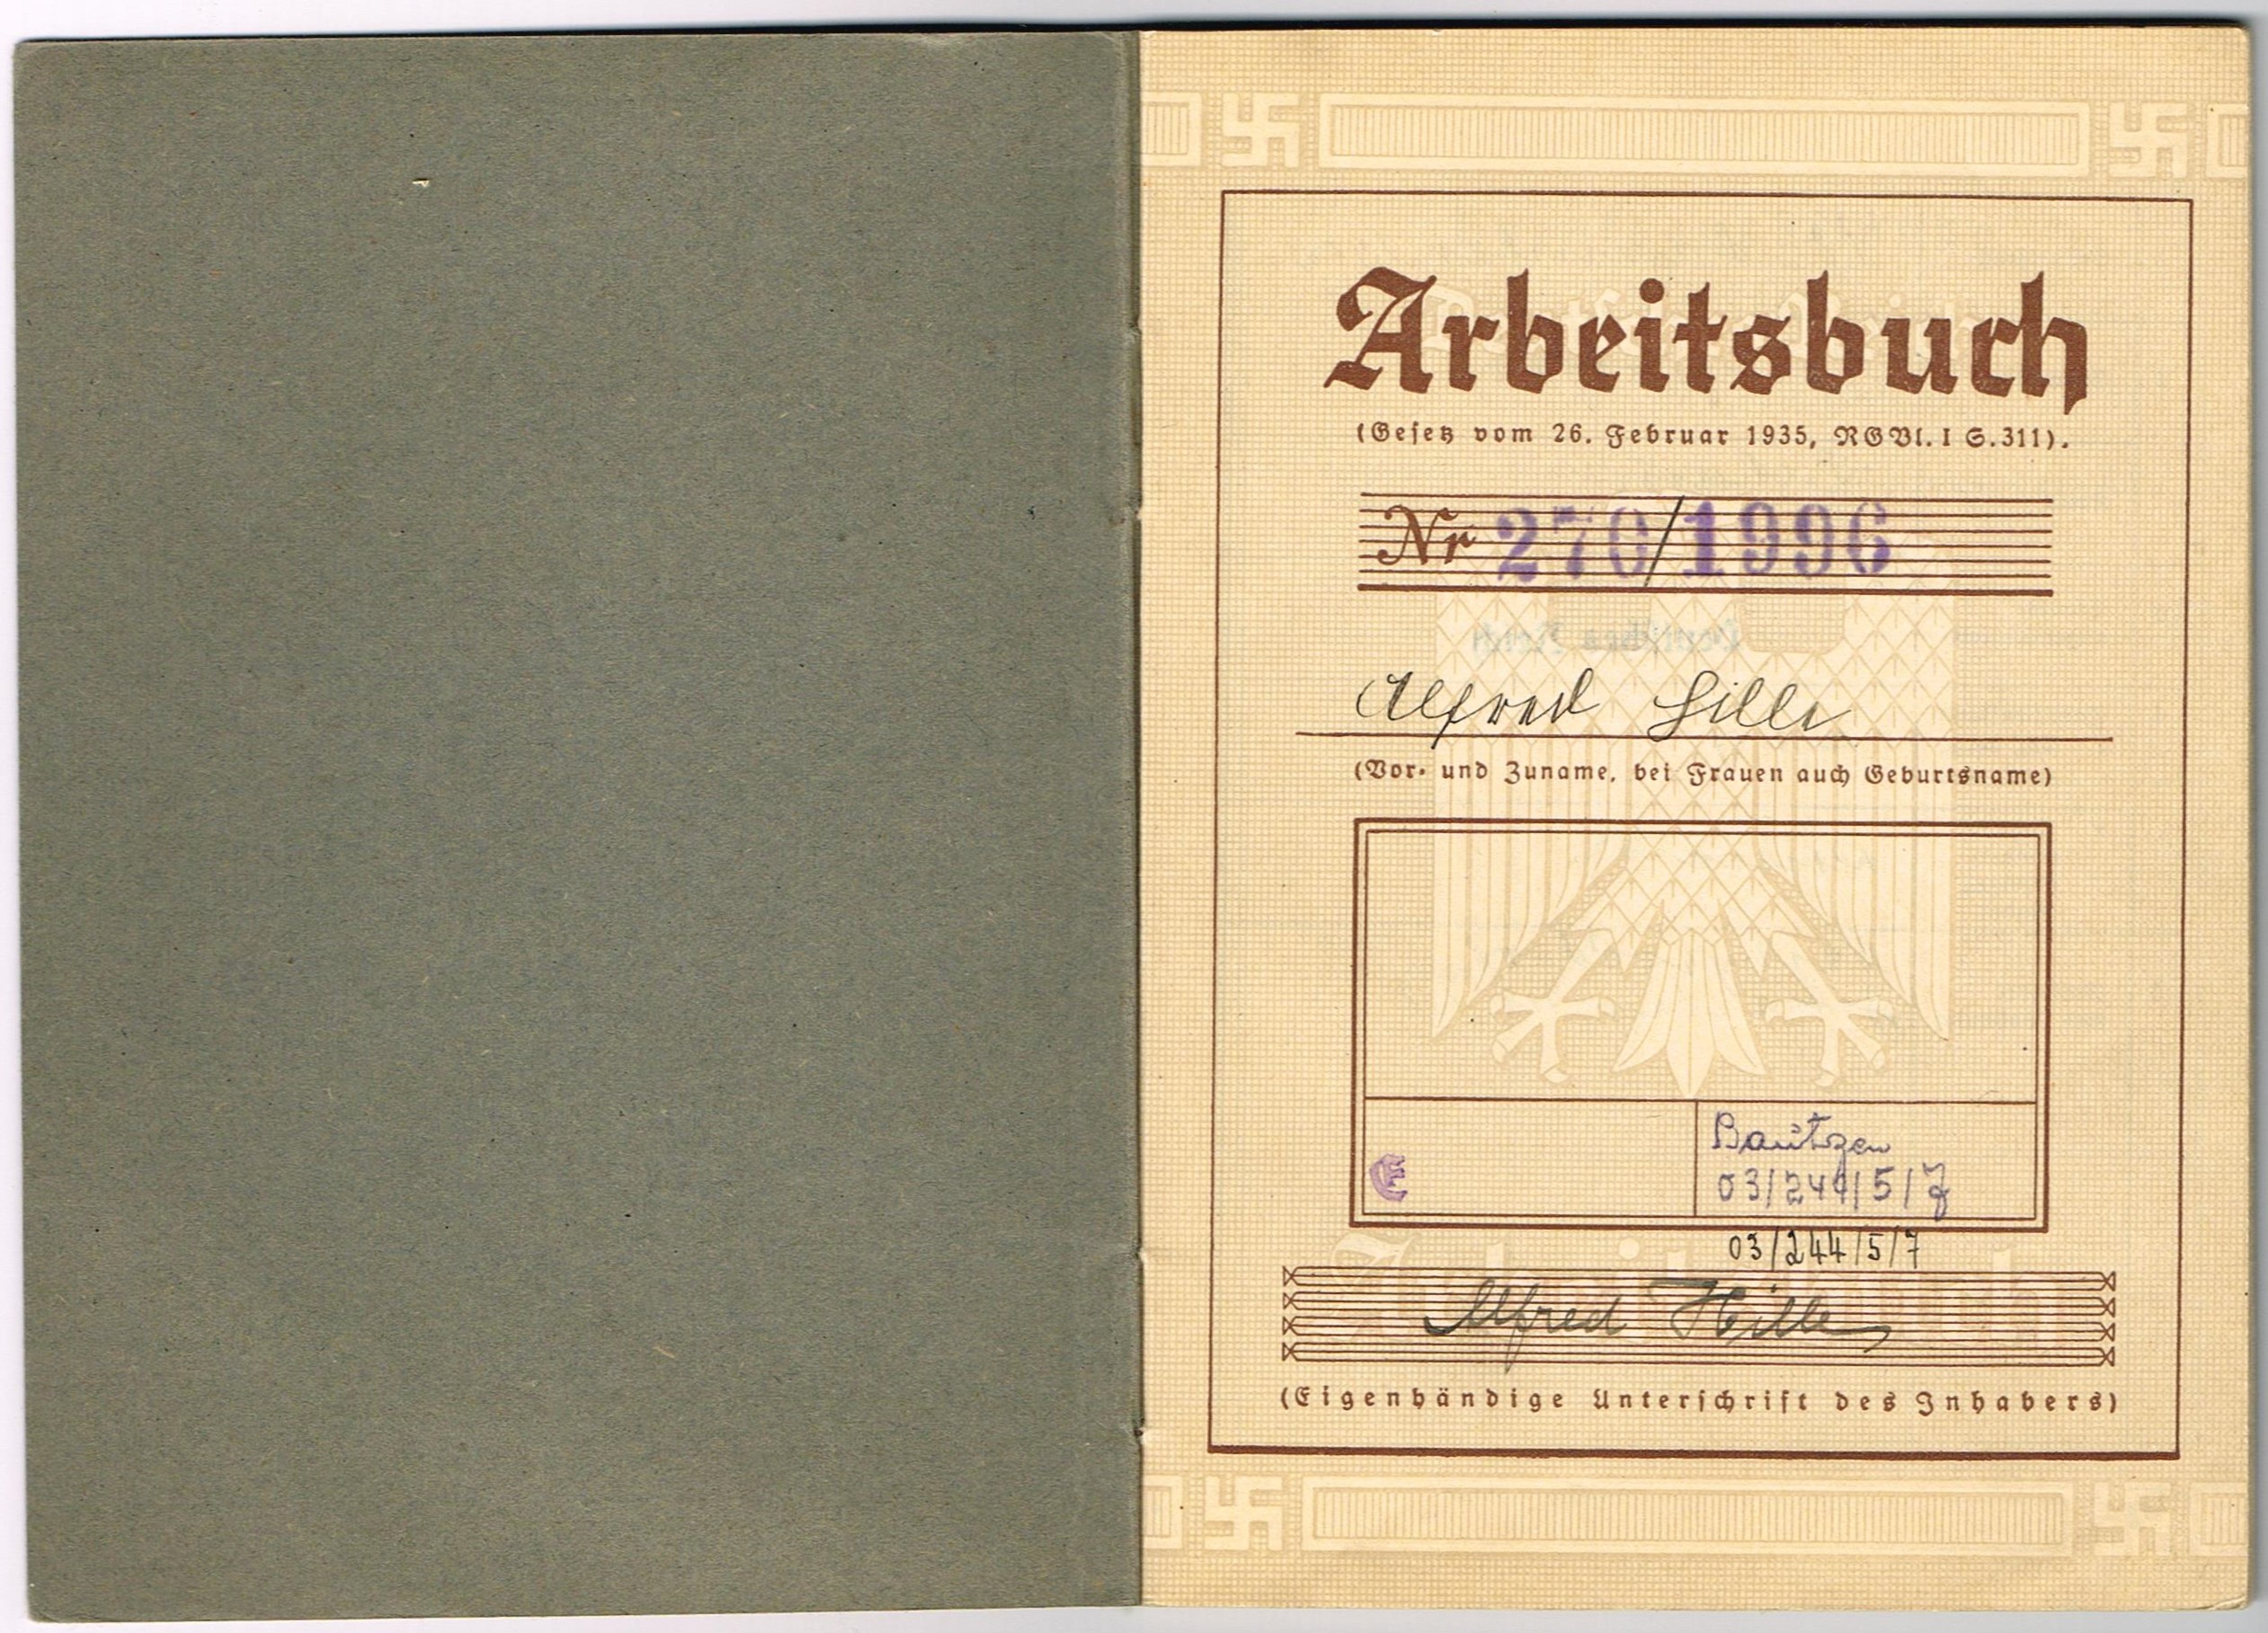 Arbeitsbuch
(Gesetz vom 26. Februar 1935, RGBl. I S. 311).
Nr 270/1996
Alfred Hille
(Vor- und Zuname, bei Frauen auch Geburtsname)
Bautzen
E 03/244/5/7
03/244/5/7
Alfred Hille
(Eigenhändige Unterschrift des Inhabers)